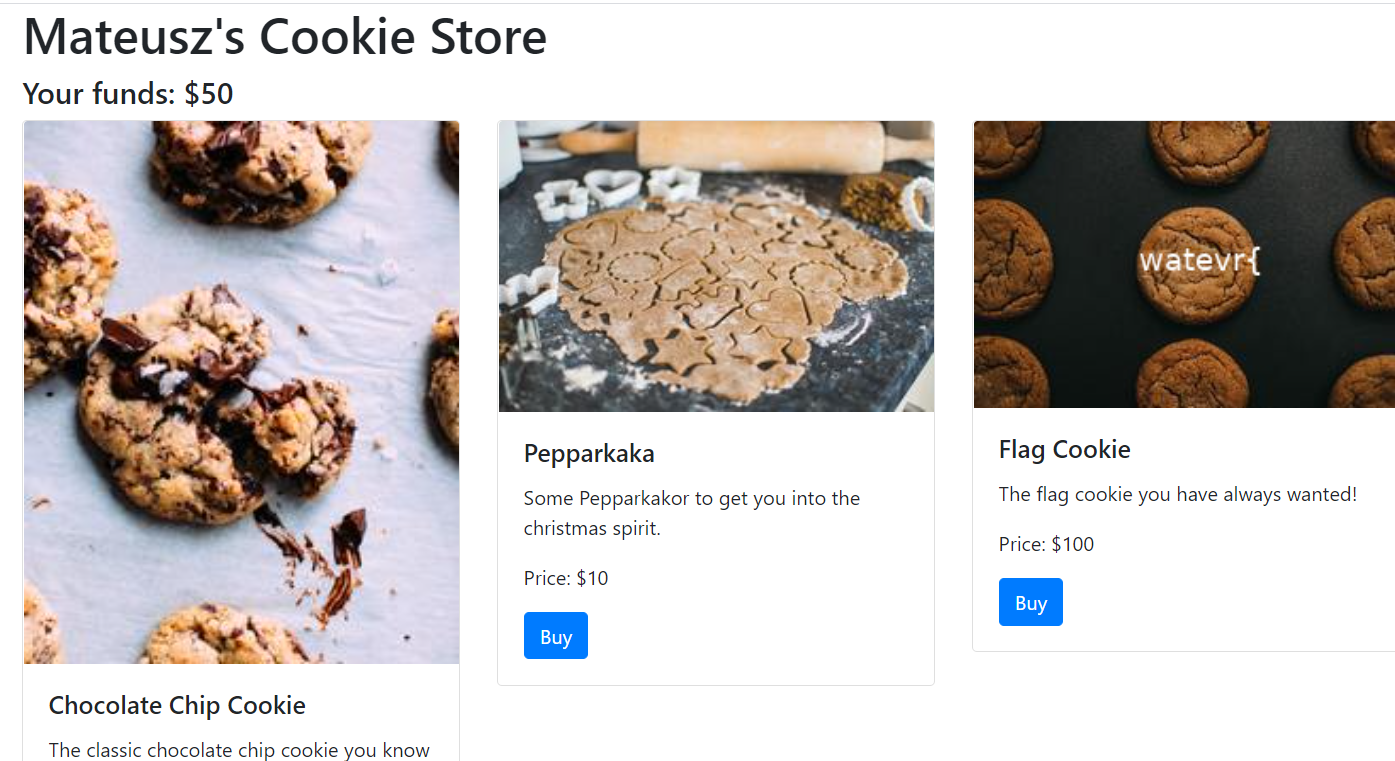 Mateusz's Cookie Store
Your funds: $50
watevr{
Chocolate Chip Cookie
The classic chocolate chip cookie you know
Pepparkaka
Some Pepparkakor to get you into the
christmas spirit.
Price: $10
Buy
Flag Cookie
The flag cookie you have always wanted!
Price: $100
Buy